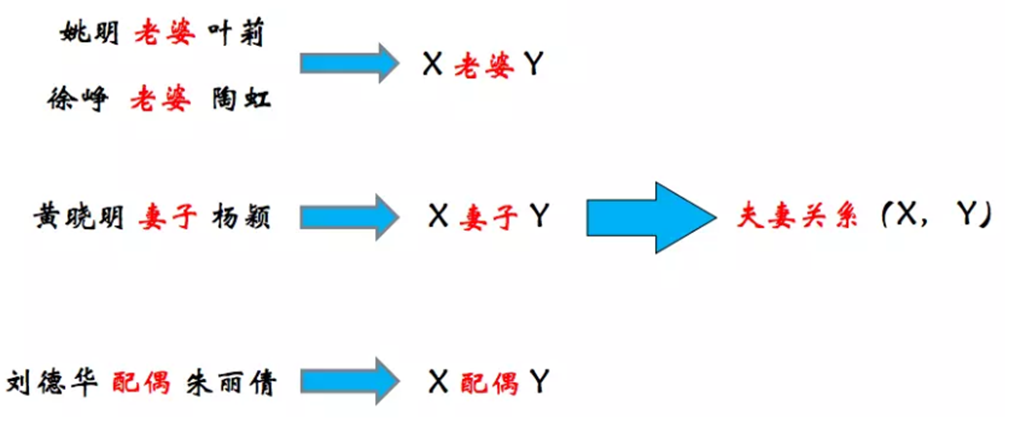 姚明 老婆 叶莉
X 老婆 Y
徐峥 老婆 陶虹
黄晓明 妻子 杨颖
X 妻子 Y
夫妻关系（X， Y）
刘德华 配偶 朱丽倩
X 配偶 Y